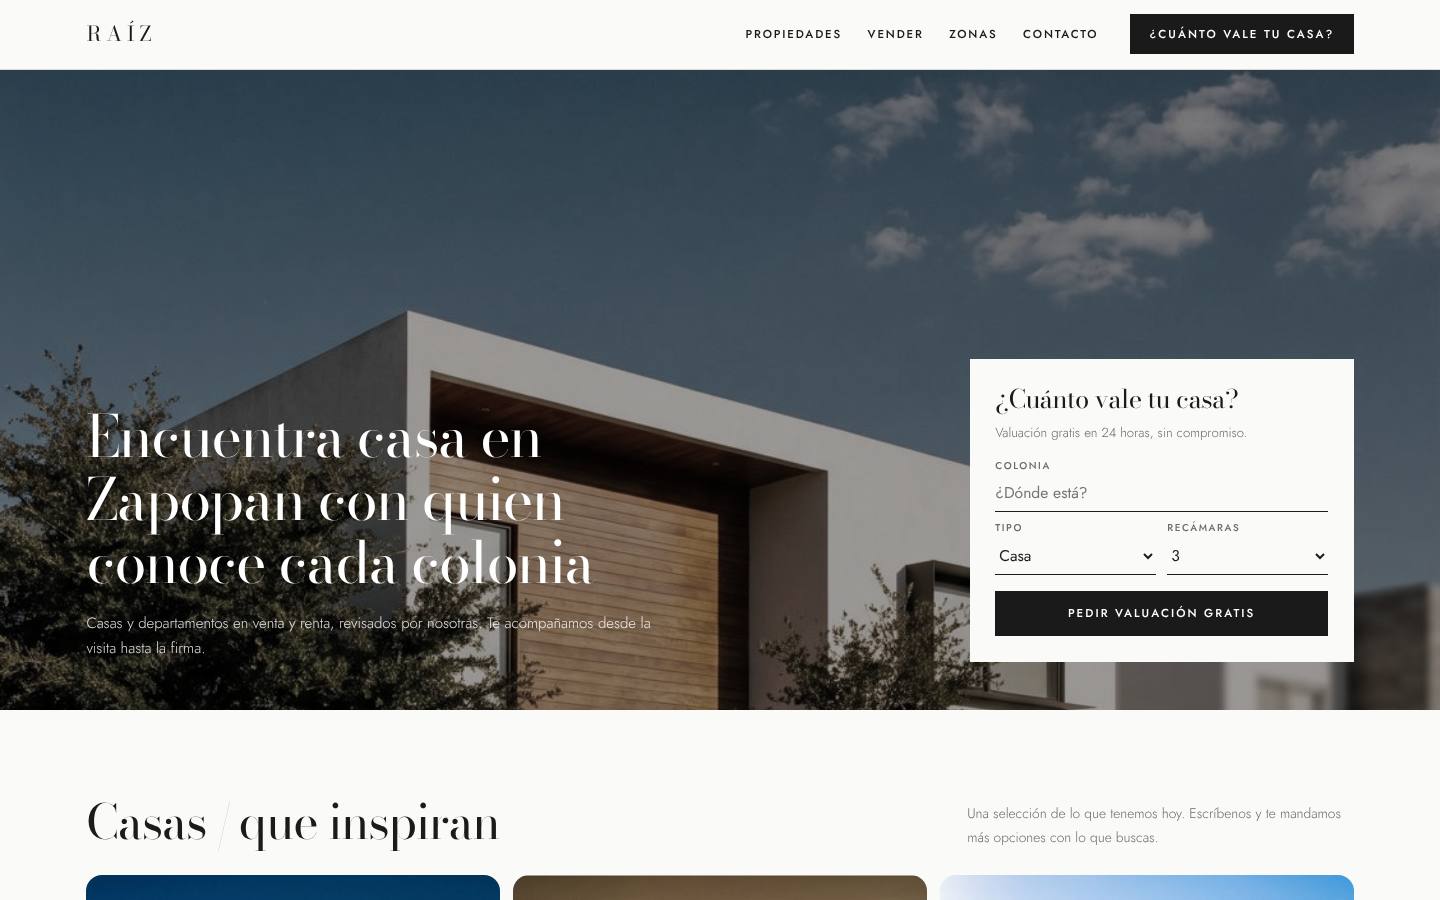 RAÍZ
PROPIEDADES
VENDER
ZONAS
CONTACTO
¿CUÁNTO VALE TU CASA?
Encuentra casa en
Zapopan con quien
conoce cada colonia
Casas y departamentos en venta y renta, revisados por nosotras. Te acompañamos desde la
visita hasta la firma.
¿Cuánto vale tu casa?
Valuación gratis en 24 horas, sin compromiso.
COLONIA
¿Dónde está?
TIPO
RECÁMARAS
Casa
3
PEDIR VALUACIÓN GRATIS
Casas / que inspiran
Una selección de lo que tenemos hoy. Escríbenos y te mandamos
más opciones con lo que buscas.